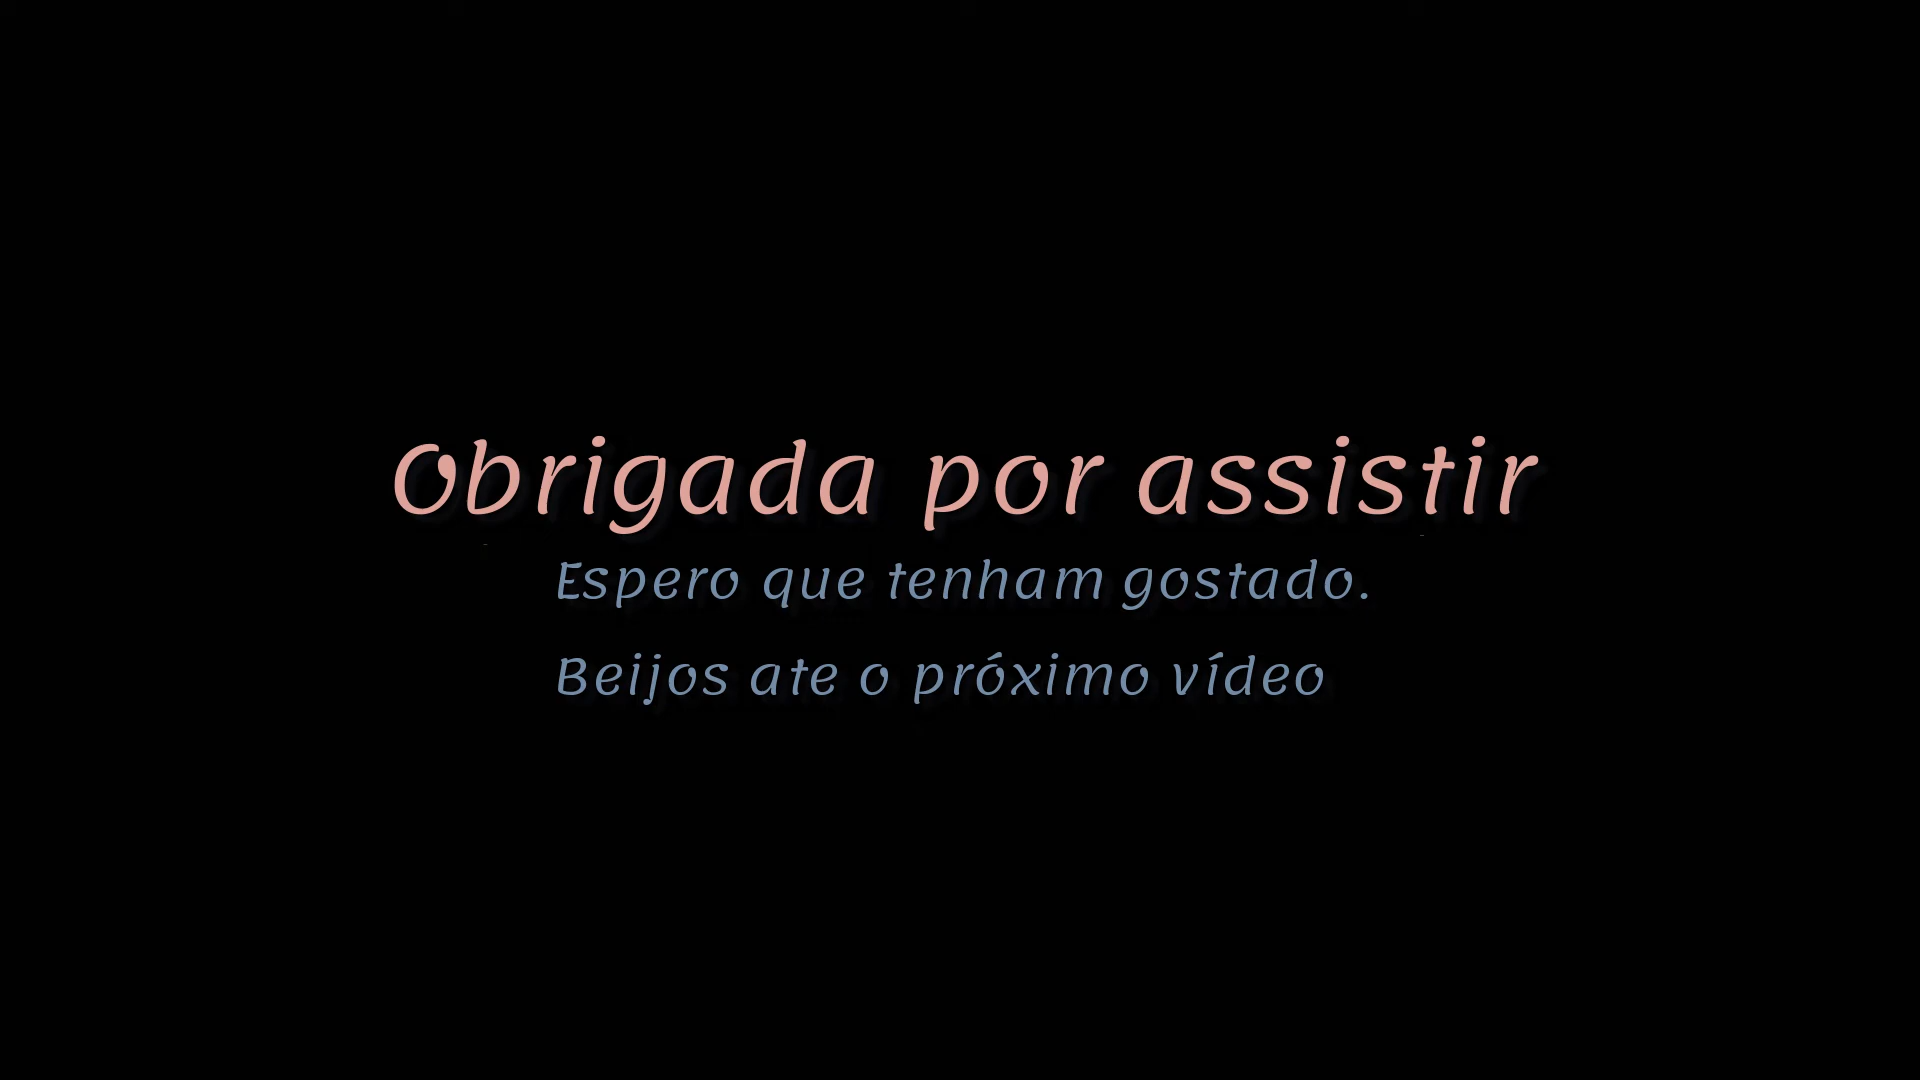 Obrigada por assistir
Espero que tenham gostado.
Beijos ate o próximo vídeo